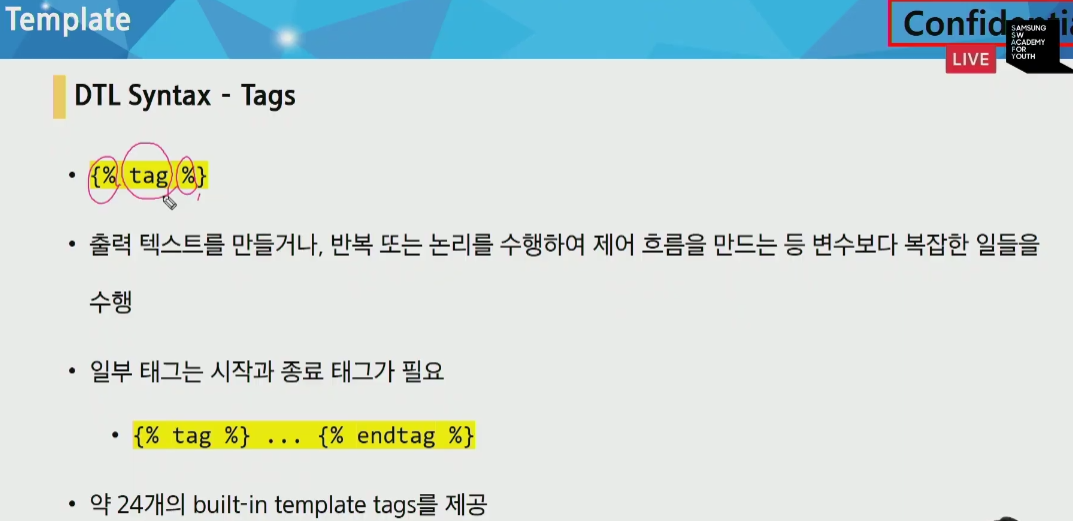 Template
LIVE
SAMSUNG
SW
ACADEMY
FOR
YOUTH
DTL Syntax - Tags
• {% tag %}
• 출력 텍스트를 만들거나, 반복 또는 논리를 수행하여 제어 흐름을 만드는 등 변수보다 복잡한 일들을
수행
• 일부 태그는 시작과 종료 태그가 필요
• {% tag %} ... {% endtag %}
• 약 24개의 built-in template tags를 제공